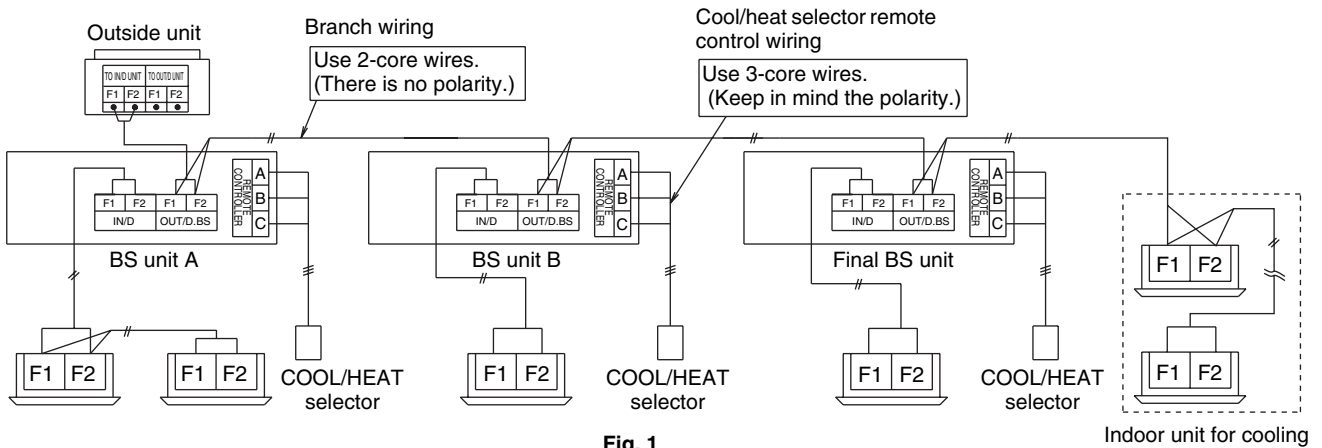 Outside unit
TO IN/D UNIT TO OUT/D UNIT
F1 F2 F1 F2
Branch wiring
Use 2-core wires.
(There is no polarity.)
Cool/heat selector remote
control wiring
Use 3-core wires.
(Keep in mind the polarity.)
F1 F2 F1 F2
IN/D OUT/D.BS
REMOTE
CONTROLLER
A
B
C
BS unit A
F1 F2 F1 F2
IN/D OUT/D.BS
REMOTE
CONTROLLER
A
B
C
BS unit B
F1 F2 F1 F2
IN/D OUT/D.BS
REMOTE
CONTROLLER
A
B
C
Final BS unit
F1 F2
F1 F2
F1 F2
COOL/HEAT
selector
F1 F2
COOL/HEAT
selector
F1 F2
COOL/HEAT
selector
F1 F2
Indoor unit for cooling
Fig. 1